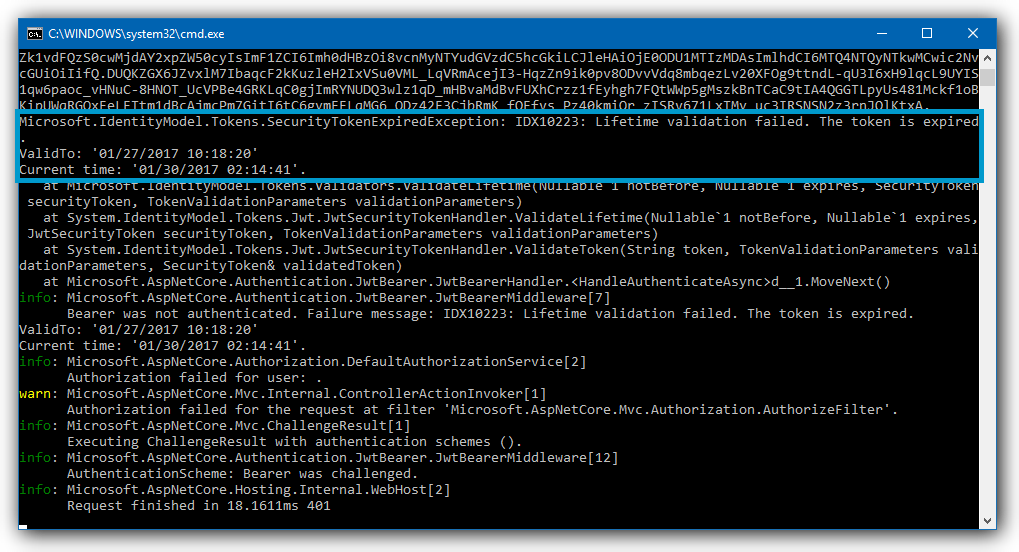 C:\WINDOWS\system32\cmd.exe
Zk1vdFQzS0cwMjdAY2xpZW50cyIsImF1ZCI6Imh0dHBzOi8vcnMyNTYudGVzdC5hcGkiLCJleHAiOjE0ODU1MTIzMDAsImlhdCI6MTQ4NTQyNTkwMCwic2Nv
Microsoft.IdentityModel.Tokens.SecurityTokenExpiredException: IDX10223: Lifetime validation failed. The token is expired
.
ValidTo: '01/27/2017 10:18:20'
Current time: '01/30/2017 02:14:41'.
at Microsoft.IdentityModel.Tokens.Validators.ValidateLifetime(Nullable`1 notBefore, Nullable`1 expires, SecurityToken
securityToken, TokenValidationParameters validationParameters)
at System.IdentityModel.Tokens.Jwt.JwtSecurityTokenHandler.ValidateLifetime(Nullable`1 notBefore, Nullable`1 expires,
JwtSecurityToken securityToken, TokenValidationParameters validationParameters)
at System.IdentityModel.Tokens.Jwt.JwtSecurityTokenHandler.ValidateToken(String token, TokenValidationParameters vali
dationParameters, SecurityToken& validatedToken)
at Microsoft.AspNetCore.Authentication.JwtBearer.JwtBearerHandler.<HandleAuthenticateAsync>d__1.MoveNext()
info: Microsoft.AspNetCore.Authentication.JwtBearer.JwtBearerMiddleware[7]
Bearer was not authenticated. Failure message: IDX10223: Lifetime validation failed. The token is expired.
ValidTo: '01/27/2017 10:18:20'
Current time: '01/30/2017 02:14:41'.
info: Microsoft.AspNetCore.Authorization.DefaultAuthorizationService[2]
Authorization failed for user: .
warn: Microsoft.AspNetCore.Mvc.Internal.ControllerActionInvoker[1]
Authorization failed for the request at filter 'Microsoft.AspNetCore.Mvc.Authorization.AuthorizeFilter'.
info: Microsoft.AspNetCore.Mvc.ChallengeResult[1]
Executing ChallengeResult with authentication schemes ().
info: Microsoft.AspNetCore.Authentication.JwtBearer.JwtBearerMiddleware[12]
AuthenticationScheme: Bearer was challenged.
info: Microsoft.AspNetCore.Hosting.Internal.WebHost[2]
Request finished in 18.1611ms 401